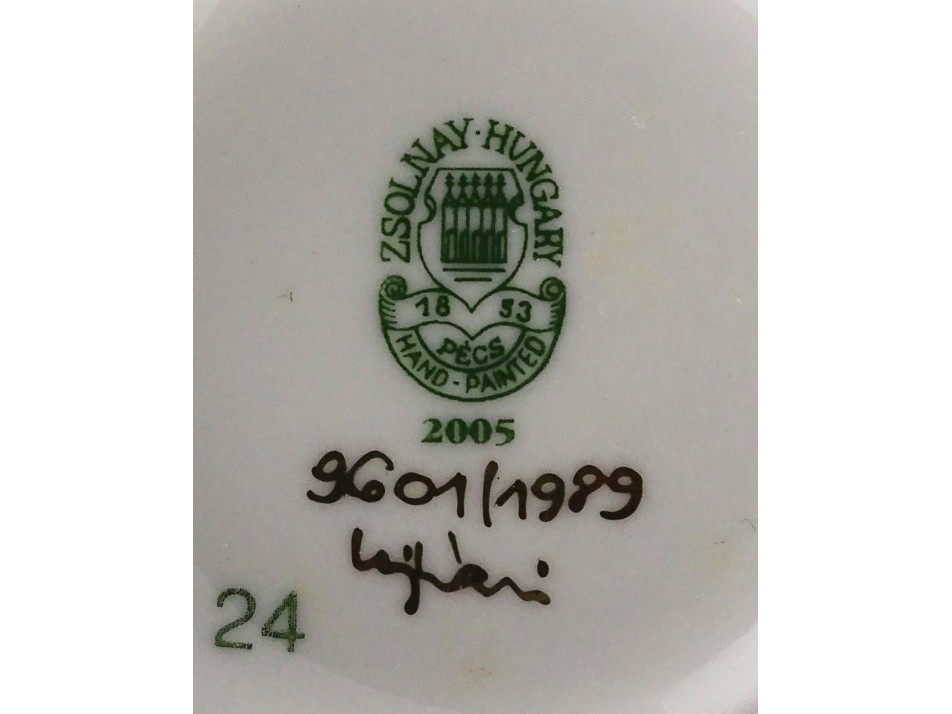 ZSOLNAY · HUNGARY
18 53
PÉCS
HAND - PAINTED
2005
9601/1989
24